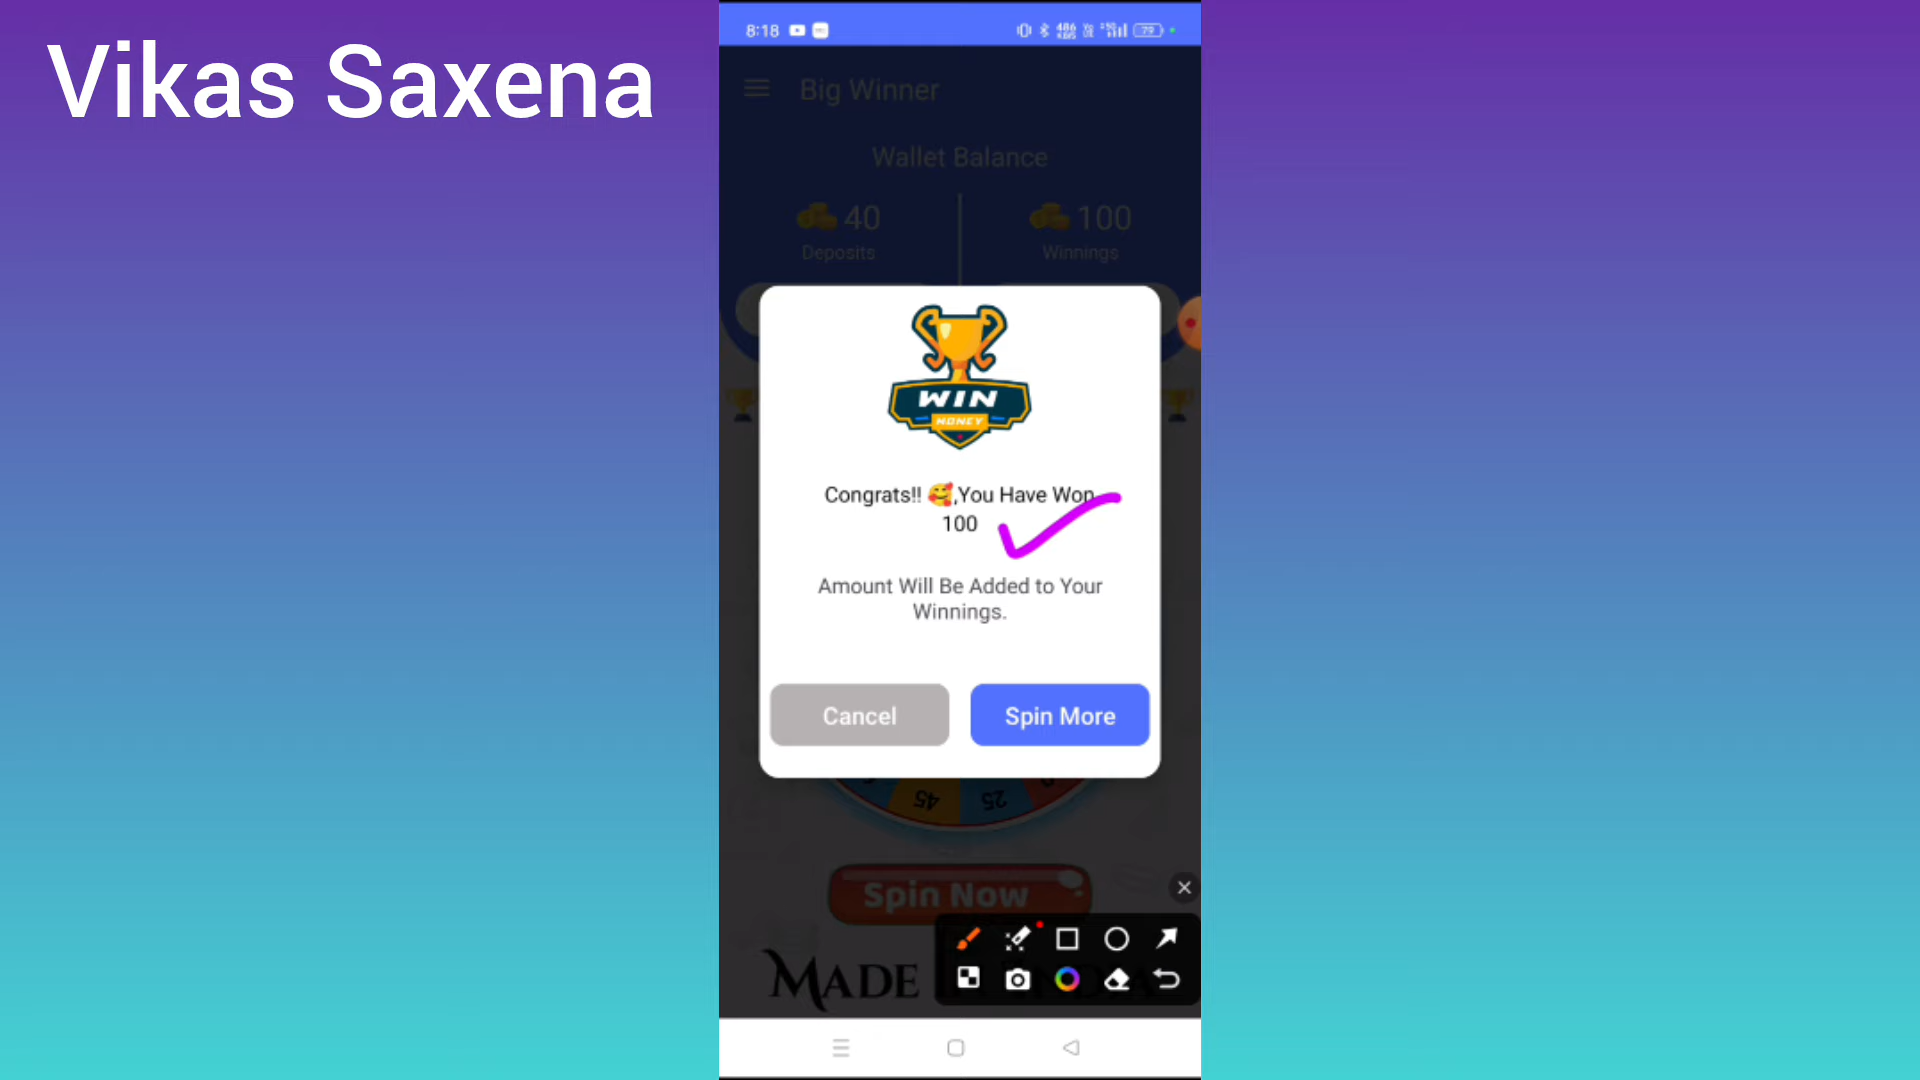 Vikas Saxena
8:18
79
Big Winner
Wallet Balance
40
100
Deposits
Winnings
WIN
MONEY
Congrats!! 🥰,You Have Won
100
Amount Will Be Added to Your
Winnings.
Cancel
Spin More
45
25
Spin Now
MADE